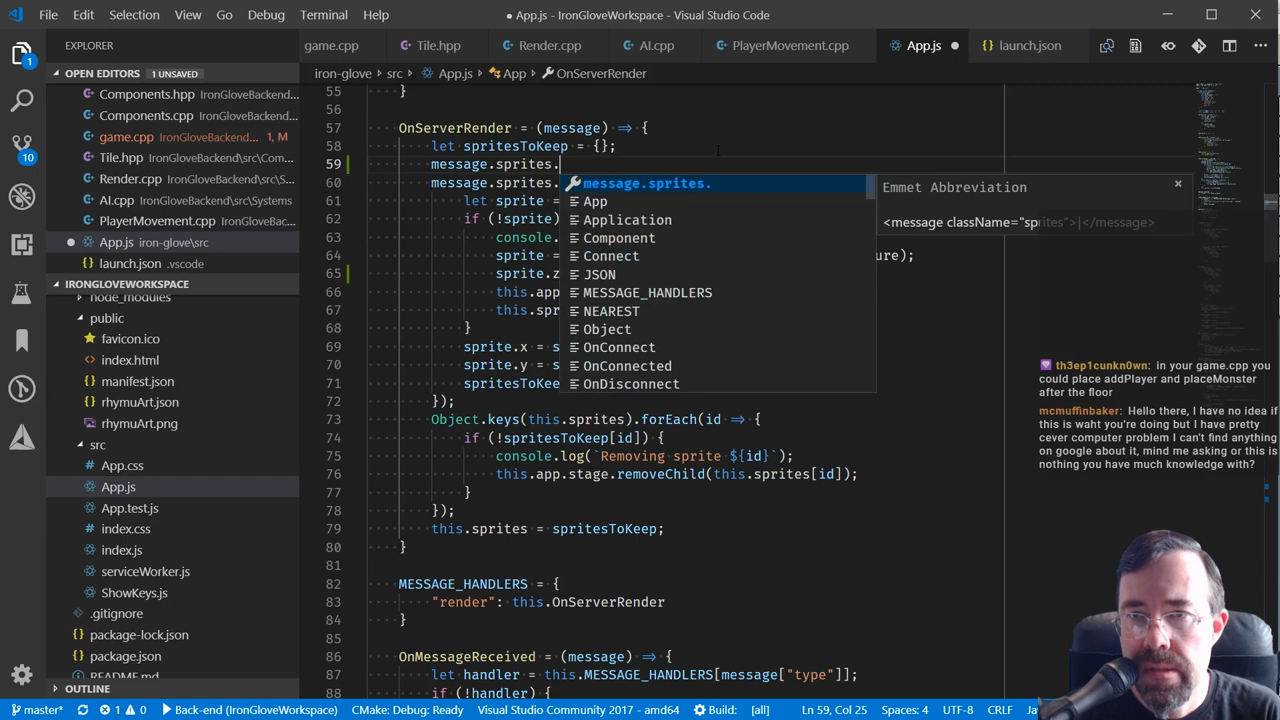 File Edit Selection View Go Debug Terminal Help
● App.js - IronGloveWorkspace - Visual Studio Code
EXPLORER
game.cpp Tile.hpp Render.cpp AI.cpp PlayerMovement.cpp App.js launch.json
OPEN EDITORS 1 UNSAVED
iron-glove › src › App.js › App › OnServerRender
Components.hpp IronGloveBackend...
Components.cpp IronGloveBackend...
game.cpp IronGloveBackend... 1, M
Tile.hpp IronGloveBackend\src\Com...
Render.cpp IronGloveBackend\src\S...
AI.cpp IronGloveBackend\src\Systems
PlayerMovement.cpp IronGloveBack...
App.js iron-glove\src
launch.json .vscode
IRONGLOVEWORKSPACE
node_modules
public
favicon.ico
index.html
manifest.json
rhymuArt.json
rhymuArt.png
src
App.css
App.js
App.test.js
index.css
index.js
serviceWorker.js
ShowKeys.js
.gitignore
package-lock.json
package.json
README.md
OUTLINE
1
10
55 }
56
57 OnServerRender = (message) => {
58 let spritesToKeep = {};
59 message.sprites.
60 message.sprites.
61 let sprite =
62 if (!sprite)
63 console.
64 sprite = ure);
65 sprite.z
66 this.app
67 this.spr
68 }
69 sprite.x = s
70 sprite.y = s
71 spritesToKee
72 });
73 Object.keys(this.sprites).forEach(id => {
74 if (!spritesToKeep[id]) {
75 console.log(`Removing sprite ${id}`);
76 this.app.stage.removeChild(this.sprites[id]);
77 }
78 });
79 this.sprites = spritesToKeep;
80 }
81
82 MESSAGE_HANDLERS = {
83 "render": this.OnServerRender
84 }
85
86 OnMessageReceived = (message) => {
87 let handler = this.MESSAGE_HANDLERS[message["type"]];
88 if (!handler) {
message.sprites.
App
Application
Component
Connect
JSON
MESSAGE_HANDLERS
NEAREST
Object
OnConnect
OnConnected
OnDisconnect
Emmet Abbreviation
<message className="sprites">|</message>
th3ep1cunkn0wn: in your game.cpp you
could place addPlayer and placeMonster
after the floor
mcmuffinbaker: Hello there, I have no idea if
this is waht you're doing but I have pretty
cever computer problem I can't find anything
on google about it, mind me asking or this is
nothing you have much knowledge with?
master* 1 0 Back-end (IronGloveWorkspace) CMake: Debug: Ready Visual Studio Community 2017 - amd64 Build: [all] Ln 59, Col 25 Spaces: 4 UTF-8 CRLF JavaScript